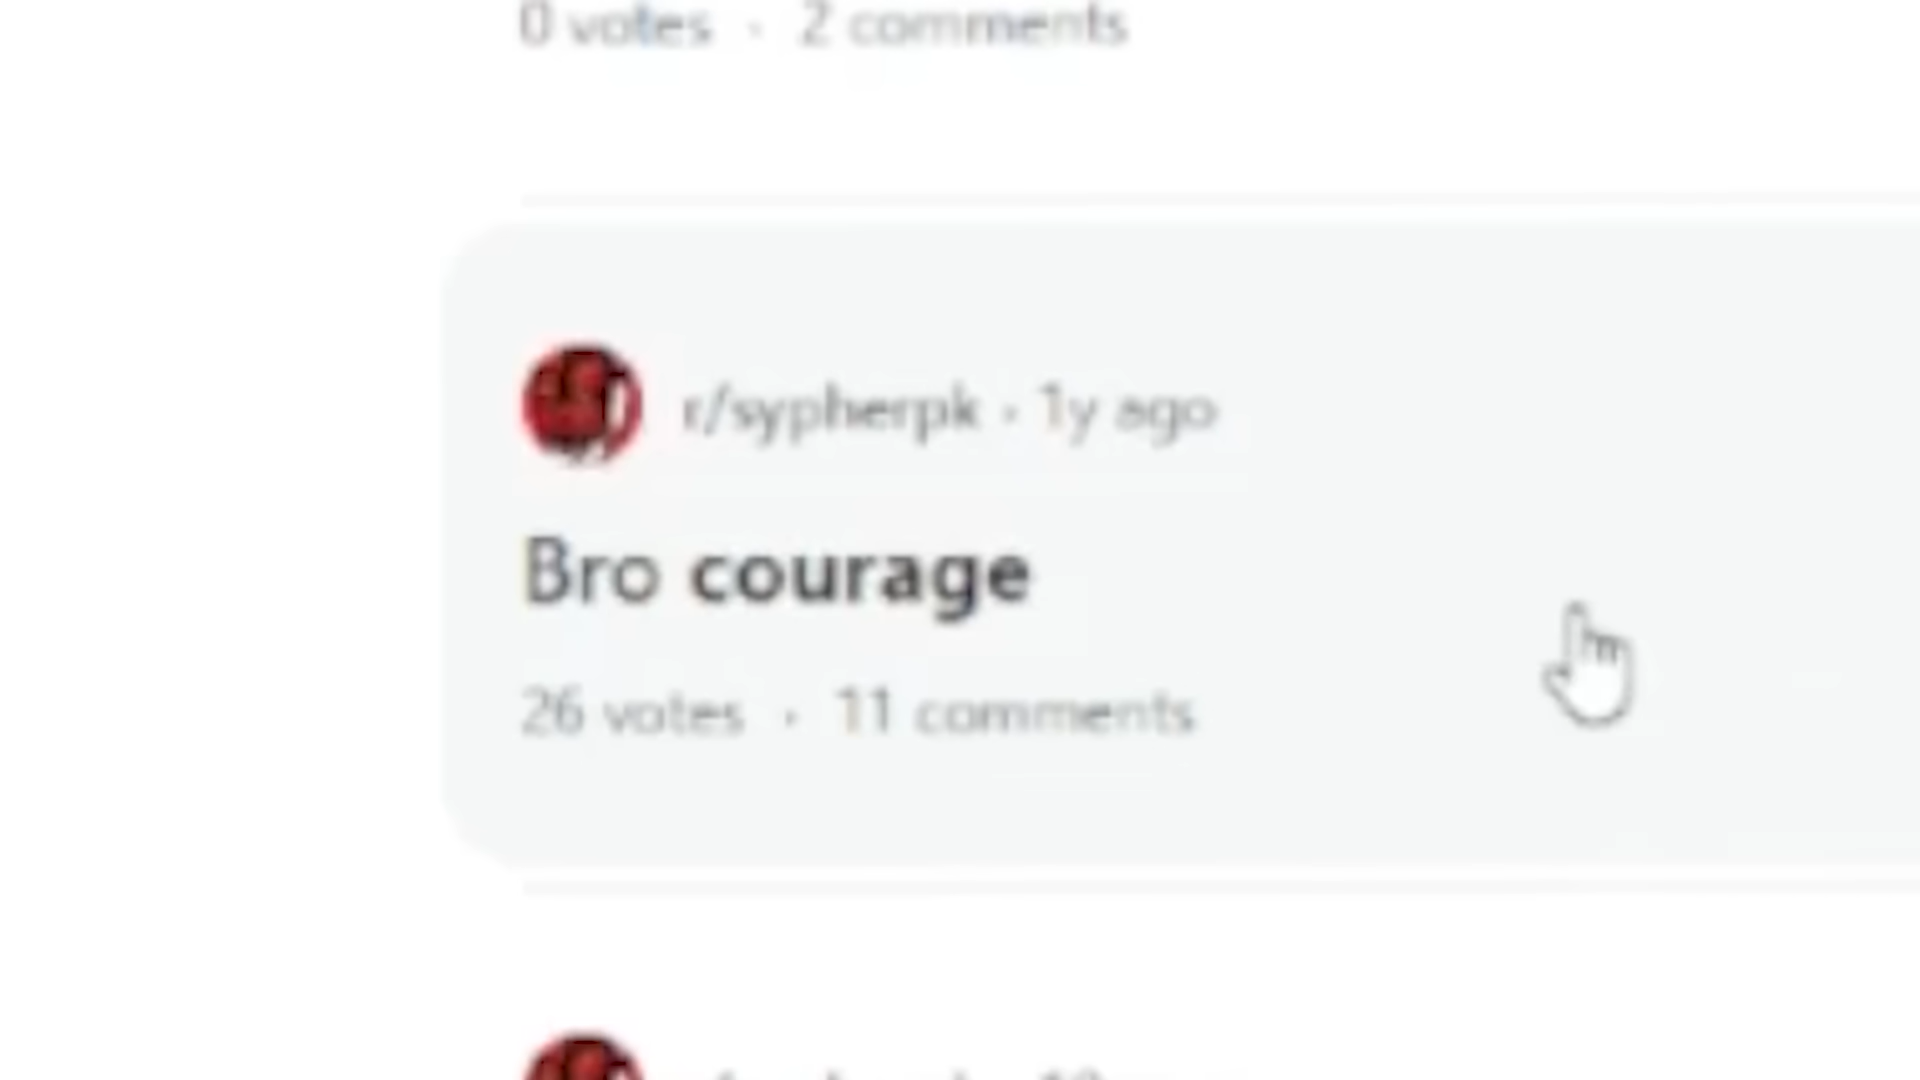 0 votes · 2 comments
r/sypherpk · 1y ago
Bro courage
26 votes · 11 comments